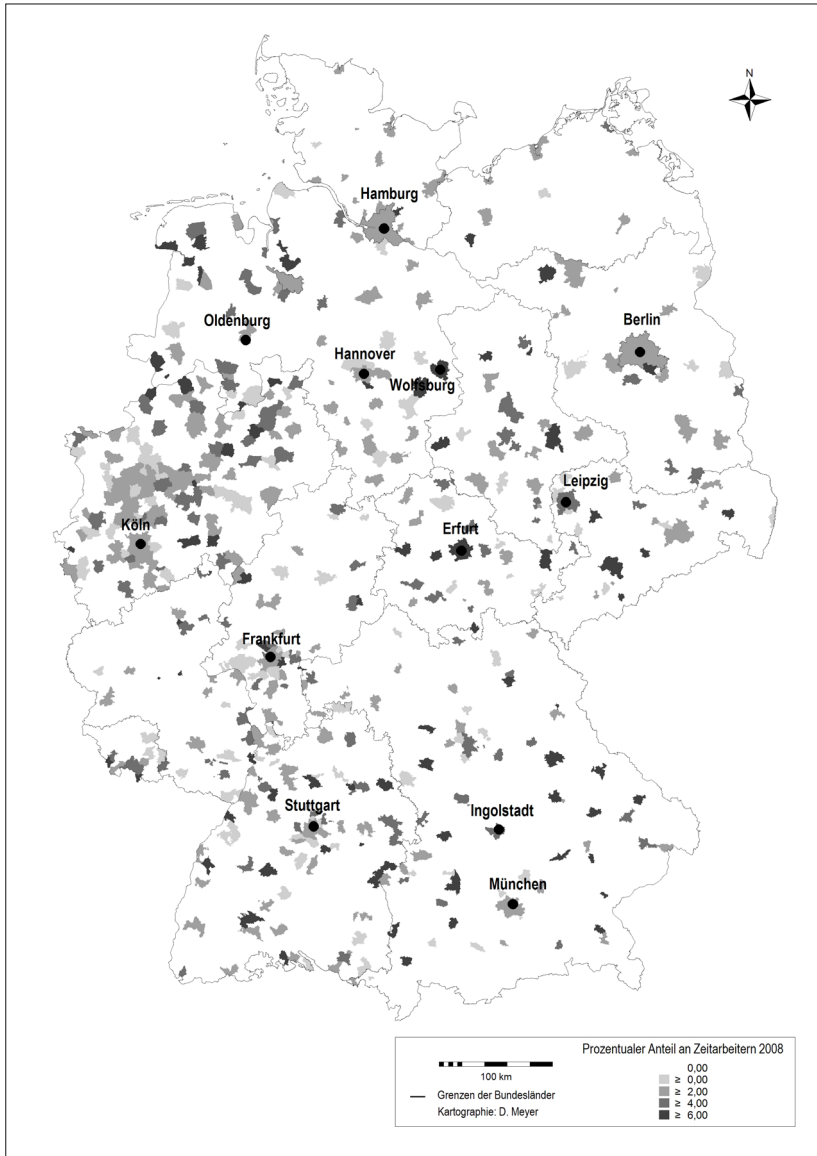 N
Hamburg
Oldenburg
Berlin
Hannover
Wolfsburg
Leipzig
Köln
Erfurt
Frankfurt
Stuttgart
Ingolstadt
München
Prozentualer Anteil an Zeitarbeitern 2008
100 km
Grenzen der Bundesländer
Kartographie: D. Meyer
0,00
≥ 0,00
≥ 2,00
≥ 4,00
≥ 6,00